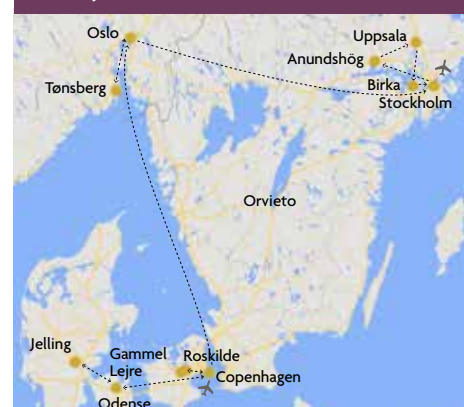 Oslo
Uppsala
Anundshög
Tønsberg
Birka
Stockholm
Orvieto
Jelling
Gammel
Lejre
Roskilde
Copenhagen
Odense